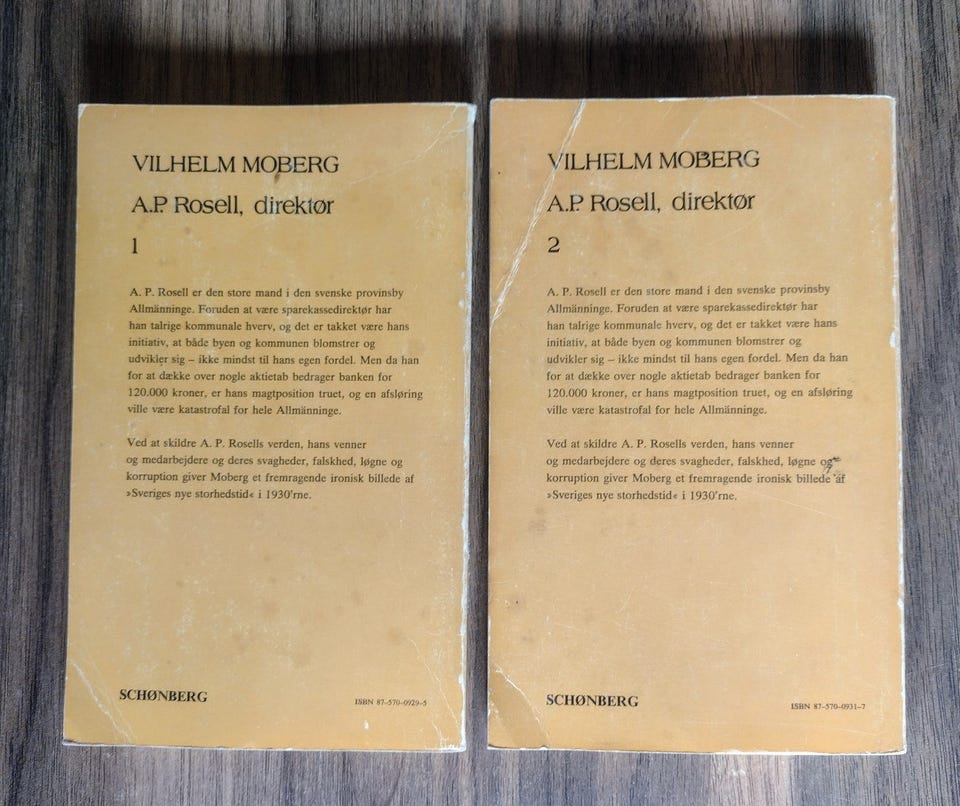 VILHELM MOBERG
A.P. Rosell, direktør
1
A. P. Rosell er den store mand i den svenske provinsby
Allmänninge. Foruden at være sparekassedirektør har
han talrige kommunale hverv, og det er takket være hans
initiativ, at både byen og kommunen blomstrer og
udvikler sig – ikke mindst til hans egen fordel. Men da han
for at dække over nogle aktietab bedrager banken for
120.000 kroner, er hans magtposition truet, og en afsløring
ville være katastrofal for hele Allmänninge.
Ved at skildre A. P. Rosells verden, hans venner
og medarbejdere og deres svagheder, falskhed, løgne og
korruption giver Moberg et fremragende ironisk billede af
»Sveriges nye storhedstid« i 1930'rne.
SCHØNBERG
ISBN 87-570-0929-5
VILHELM MOBERG
A.P. Rosell, direktør
2
A. P. Rosell er den store mand i den svenske provinsby
Allmänninge. Foruden at være sparekassedirektør har
han talrige kommunale hverv, og det er takket være hans
initiativ, at både byen og kommunen blomstrer og
udvikler sig – ikke mindst til hans egen fordel. Men da han
for at dække over nogle aktietab bedrager banken for
120.000 kroner, er hans magtposition truet, og en afsløring
ville være katastrofal for hele Allmänninge.
Ved at skildre A. P. Rosells verden, hans venner
og medarbejdere og deres svagheder, falskhed, løgne og
korruption giver Moberg et fremragende ironisk billede af
»Sveriges nye storhedstid« i 1930'rne.
SCHØNBERG
ISBN 87-570-0931-7